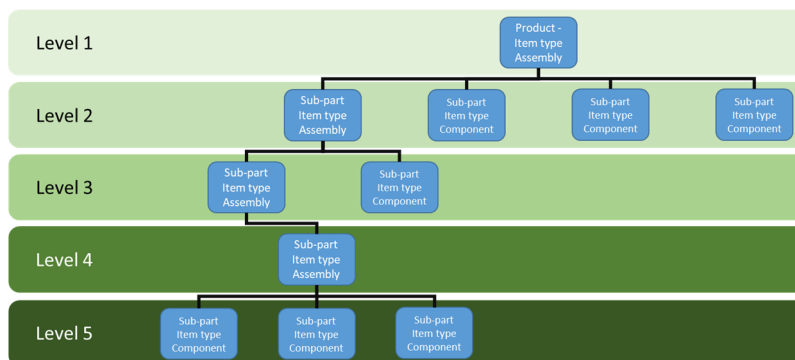 Level 1
Product -
Item type
Assembly
Level 2
Sub-part
Item type
Assembly
Sub-part
Item type
Component
Sub-part
Item type
Component
Sub-part
Item type
Component
Level 3
Sub-part
Item type
Assembly
Sub-part
Item type
Component
Level 4
Sub-part
Item type
Assembly
Level 5
Sub-part
Item type
Component
Sub-part
Item type
Component
Sub-part
Item type
Component